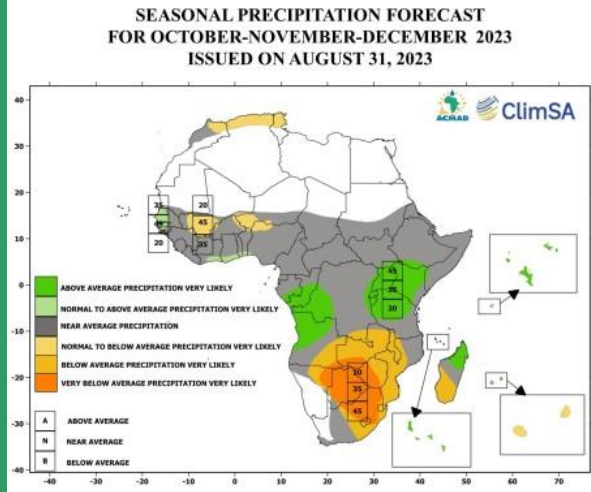 SEASONAL PRECIPITATION FORECAST
FOR OCTOBER-NOVEMBER-DECEMBER 2023
ISSUED ON AUGUST 31, 2023
ACMAD
ClimSA
40
30
20
10
0
-10
-20
-30
-40
35
45
20
20
45
35
45
35
20
20
35
45
ABOVE AVERAGE PRECIPITATION VERY LIKELY
NORMAL TO ABOVE AVERAGE PRECIPITATION VERY LIKELY
NEAR AVERAGE PRECIPITATION
NORMAL TO BELOW AVERAGE PRECIPITATION VERY LIKELY
BELOW AVERAGE PRECIPITATION VERY LIKELY
VERY BELOW AVERAGE PRECIPITATION VERY LIKELY
A ABOVE AVERAGE
N NEAR AVERAGE
B BELOW AVERAGE
-40 -30 -20 -10 0 10 20 30 40 50 60 70